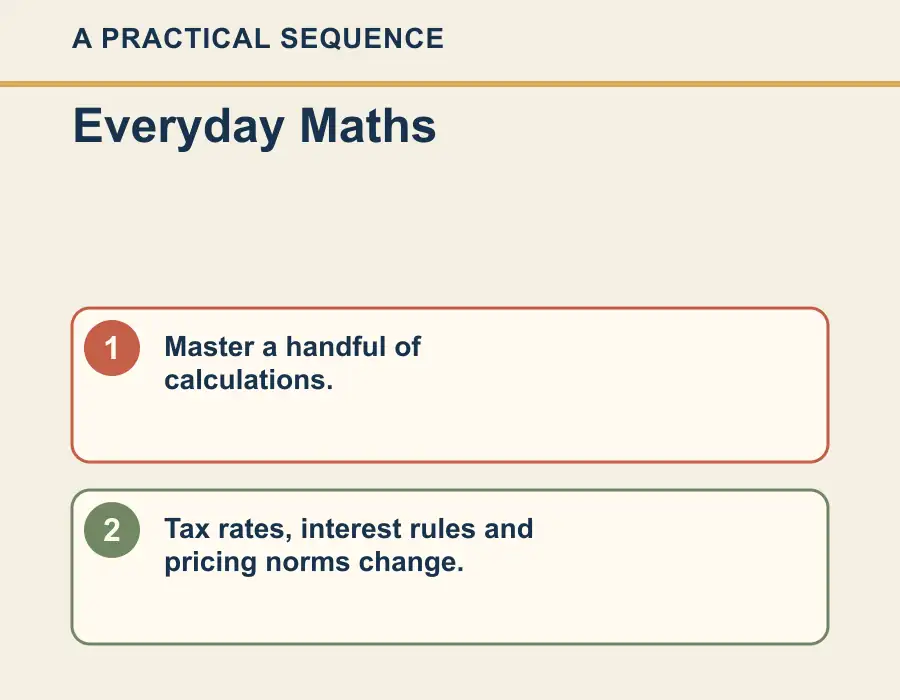 A PRACTICAL SEQUENCE
Everyday Maths
1
Master a handful of
calculations.
2
Tax rates, interest rules and
pricing norms change.